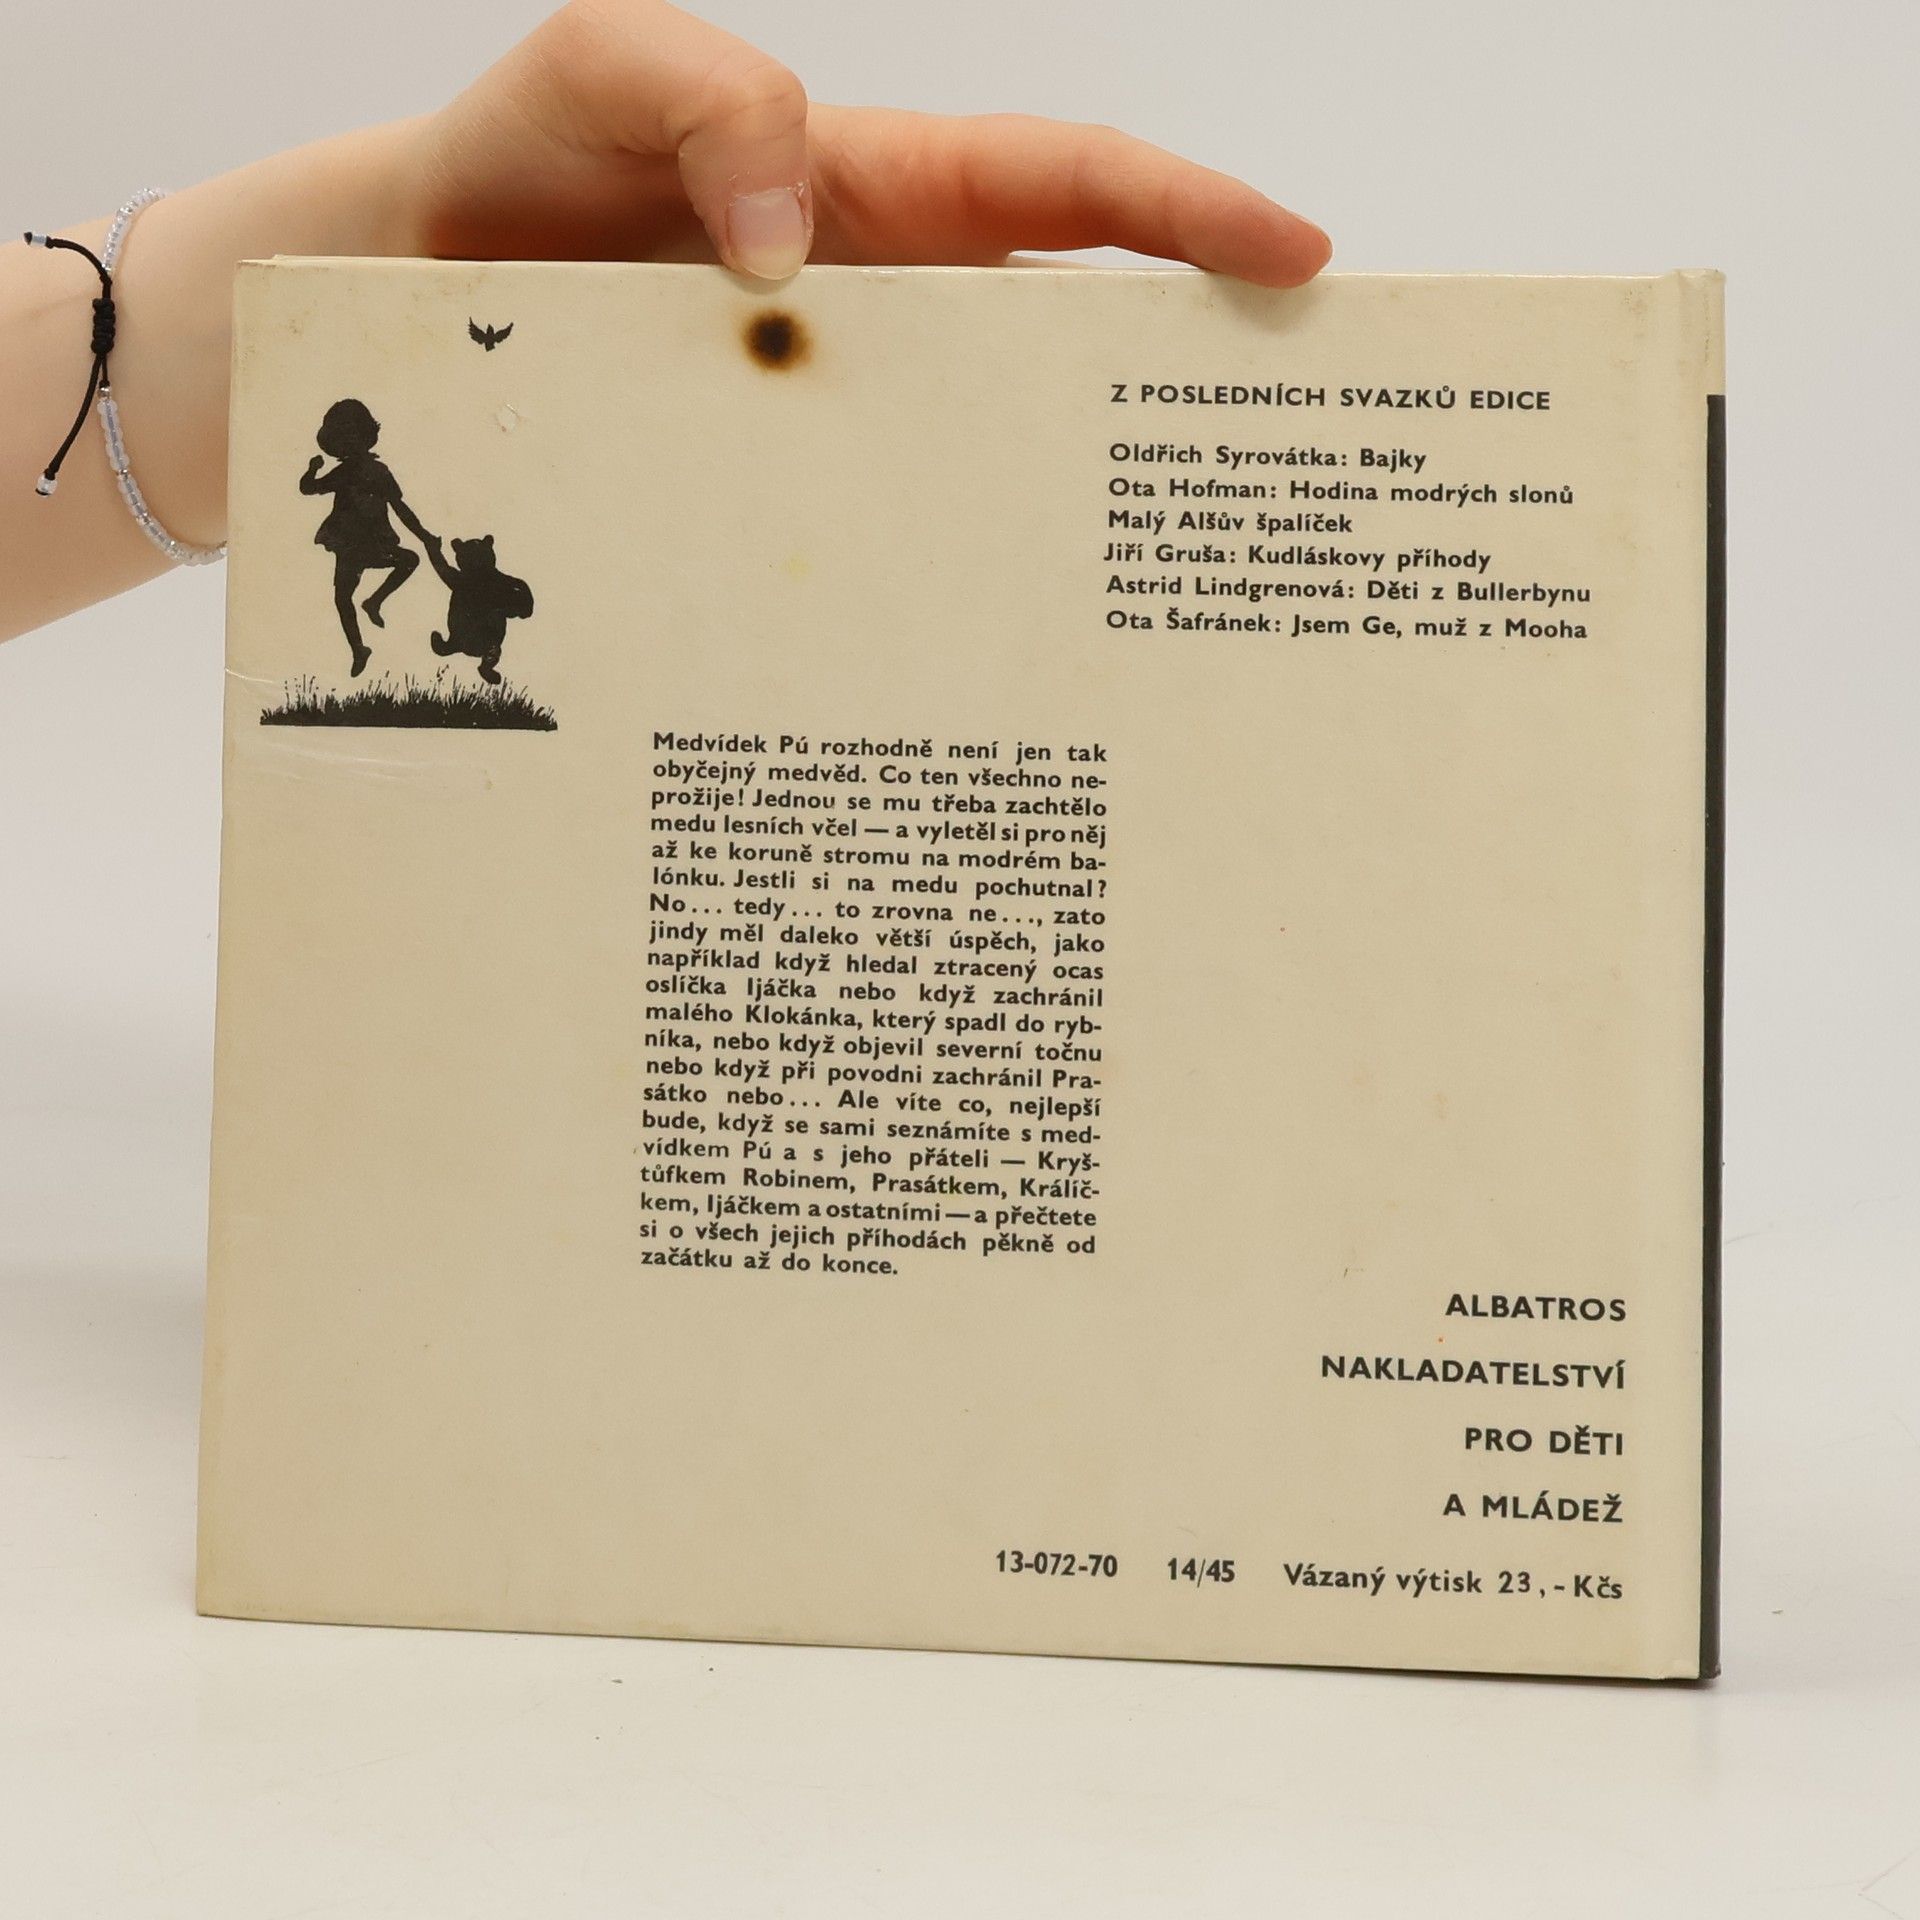 Z POSLEDNÍCH SVAZKŮ EDICE
Oldřich Syrovátka: Bajky
Ota Hofman: Hodina modrých slonů
Malý Alšův špalíček
Jiří Gruša: Kudláskovy příhody
Astrid Lindgrenová: Děti z Bullerbynu
Ota Šafránek: Jsem Ge, muž z Mooha
Medvídek Pú rozhodně není jen tak
obyčejný medvěd. Co ten všechno ne-
prožije! Jednou se mu třeba zachtělo
medu lesních včel — a vyletěl si pro něj
až ke koruně stromu na modrém ba-
lónku. Jestli si na medu pochutnal?
No... tedy... to zrovna ne..., zato
jindy měl daleko větší úspěch, jako
například když hledal ztracený ocas
oslíčka Ijáčka nebo když zachránil
malého Klokánka, který spadl do ryb-
níka, nebo když objevil severní točnu
nebo když při povodni zachránil Pra-
sátko nebo... Ale víte co, nejlepší
bude, když se sami seznámíte s med-
vídkem Pú a s jeho přáteli — Kryš-
tůfkem Robinem, Prasátkem, Králíč-
kem, Ijáčkem a ostatními — a přečtete
si o všech jejich příhodách pěkně od
začátku až do konce.
ALBATROS
NAKLADATELSTVÍ
PRO DĚTI
A MLÁDEŽ
13-072-70 14/45 Vázaný výtisk 23,- Kčs